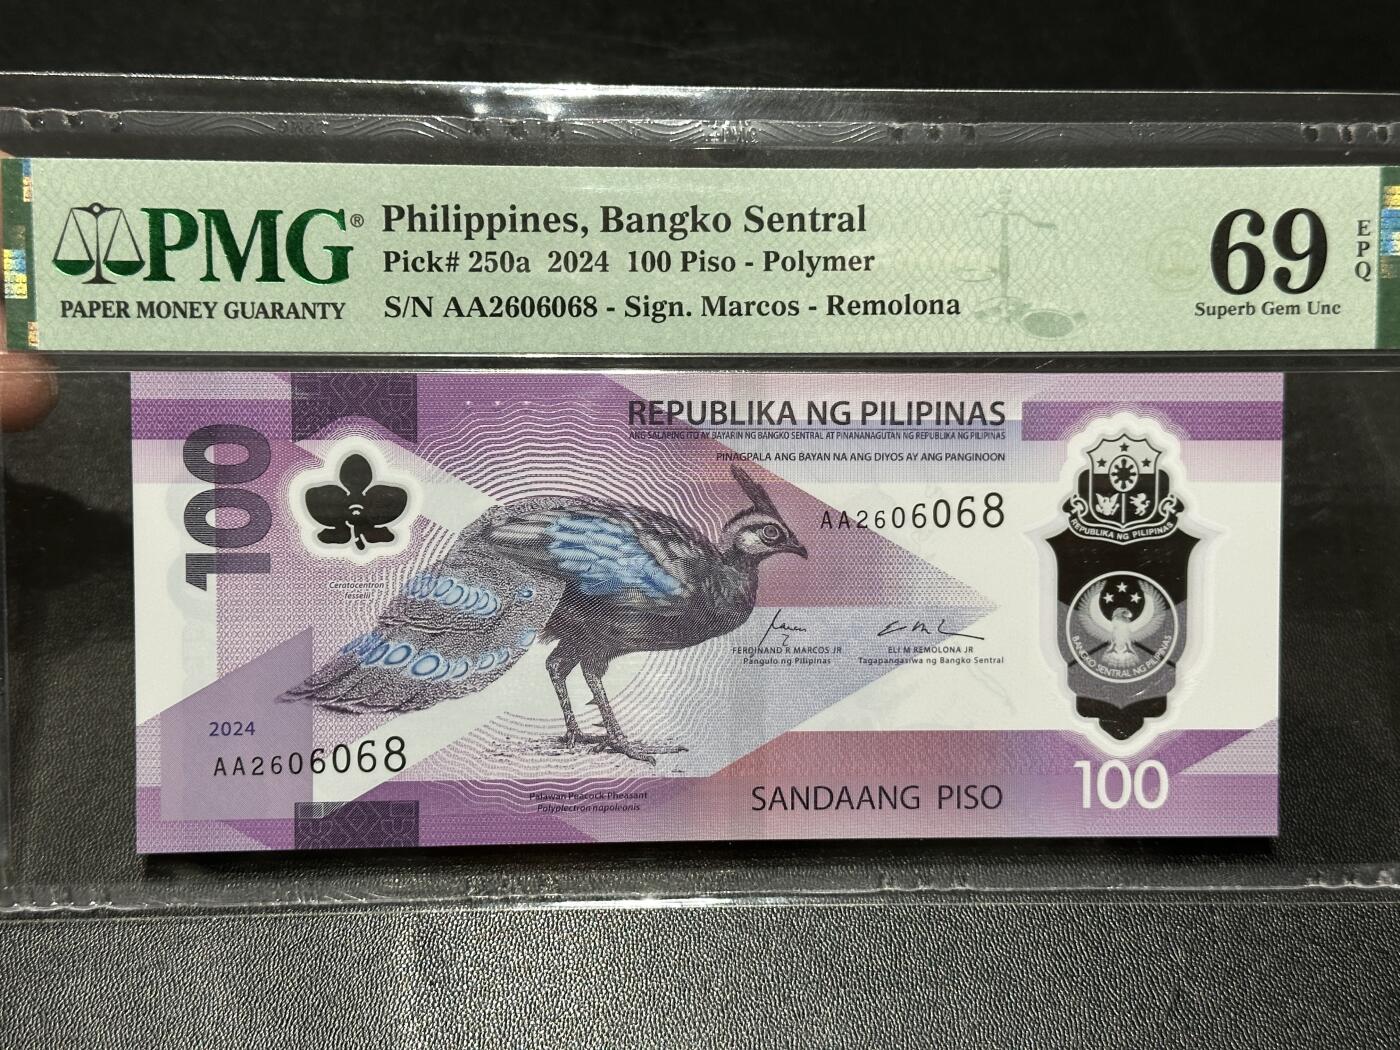 PMG®
PAPER MONEY GUARANTY
Philippines, Bangko Sentral
Pick# 250a 2024 100 Piso - Polymer
S/N AA2606068 - Sign. Marcos - Remolona
69
EPQ
Superb Gem Unc
100
REPUBLIKA NG PILIPINAS
ANG SALAPING ITO AY BAYARIN NG BANGKO SENTRAL AT PINANANAGUTAN NG REPUBLIKA NG PILIPINAS
PINAGPALA ANG BAYAN NA ANG DIYOS AY ANG PANGINOON
AA2606068
REPUBLIKA NG PILIPINAS
Ceratocentron
fesselii
FERDINAND R MARCOS JR
Pangulo ng Pilipinas
ELI M REMOLONA JR
Tagapangasiwa ng Bangko Sentral
BANGKO SENTRAL NG PILIPINAS
2024
AA2606068
Palawan Peacock-Pheasant
Polyplectron napoleonis
SANDAANG PISO
100